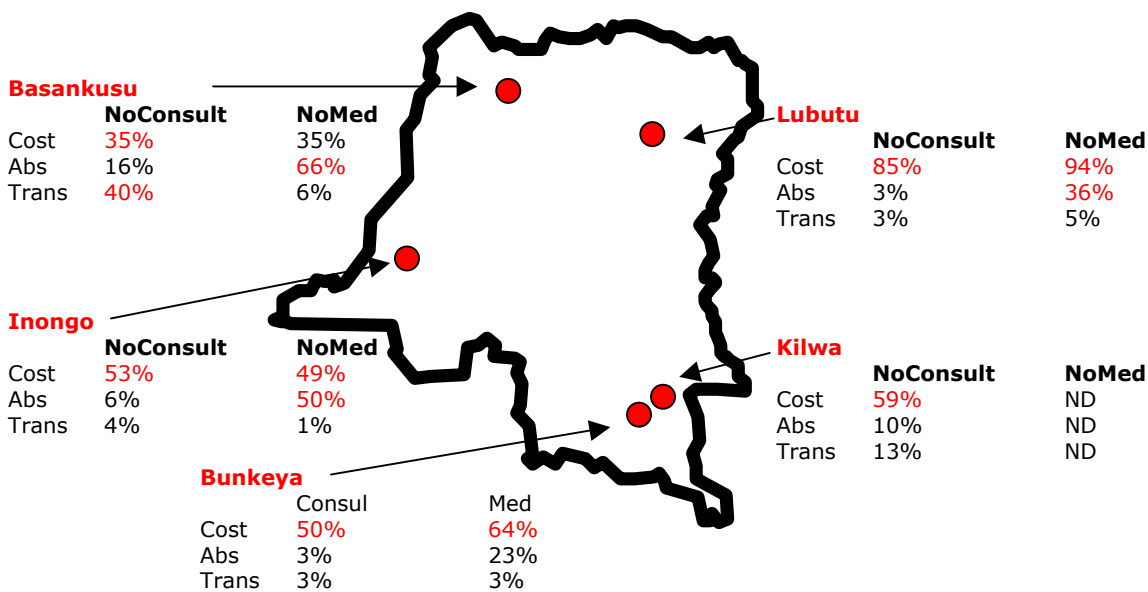 Basankusu
NoConsult NoMed
Cost 35% 35%
Abs 16% 66%
Trans 40% 6%
Lubutu
NoConsult NoMed
Cost 85% 94%
Abs 3% 36%
Trans 3% 5%
Inongo
NoConsult NoMed
Cost 53% 49%
Abs 6% 50%
Trans 4% 1%
Kilwa
NoConsult NoMed
Cost 59% ND
Abs 10% ND
Trans 13% ND
Bunkeya
Consul Med
Cost 50% 64%
Abs 3% 23%
Trans 3% 3%